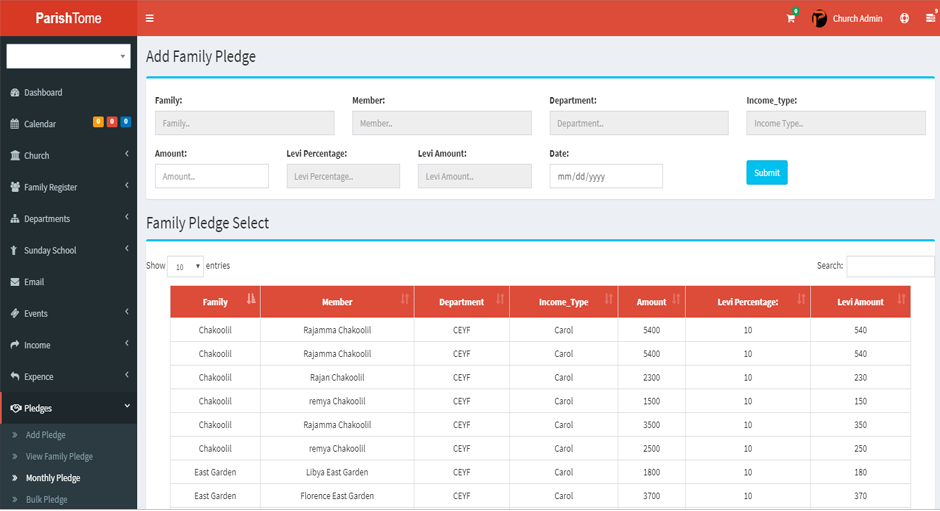 ParishTome
0
Church Admin
9
Add Family Pledge
Family: Member: Department: Income_type:
Family.. Member.. Department.. Income Type..
Amount: Levi Percentage: Levi Amount: Date:
Amount.. Levi Percentage.. Levi Amount.. mm/dd/yyyy Submit
Dashboard
Calendar 0 0 0
Church
Family Register
Departments
Sunday School
Email
Events
Income
Expence
Pledges
Add Pledge
View Family Pledge
Monthly Pledge
Bulk Pledge
Family Pledge Select
Show 10 entries Search:
Family Member Department Income_Type Amount Levi Percentage: Levi Amount
Chakoolil Rajamma Chakoolil CEYF Carol 5400 10 540
Chakoolil Rajamma Chakoolil CEYF Carol 5400 10 540
Chakoolil Rajan Chakoolil CEYF Carol 2300 10 230
Chakoolil remya Chakoolil CEYF Carol 1500 10 150
Chakoolil Rajamma Chakoolil CEYF Carol 3500 10 350
Chakoolil remya Chakoolil CEYF Carol 2500 10 250
East Garden Libya East Garden CEYF Carol 1800 10 180
East Garden Florence East Garden CEYF Carol 3700 10 370